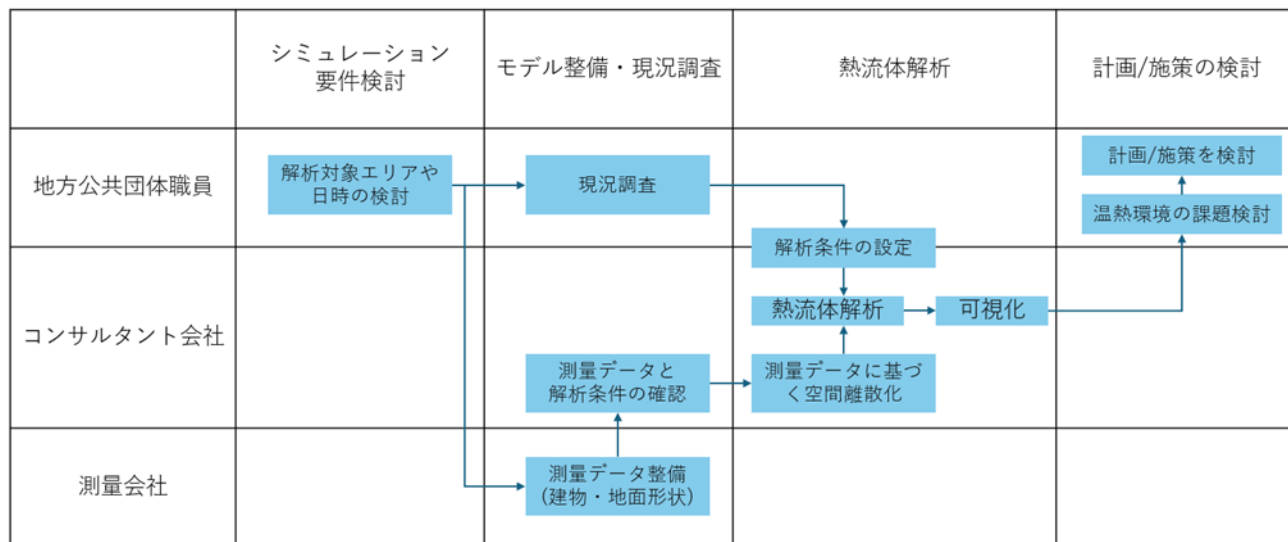 シミュレーション
要件検討
モデル整備・現況調査
熱流体解析
計画/施策の検討
地方公共団体職員
解析対象エリアや
日時の検討
現況調査
計画/施策を検討
温熱環境の課題検討
解析条件の設定
コンサルタント会社
熱流体解析
可視化
測量データと
解析条件の確認
測量データに基づ
く空間離散化
測量会社
測量データ整備
(建物・地面形状)